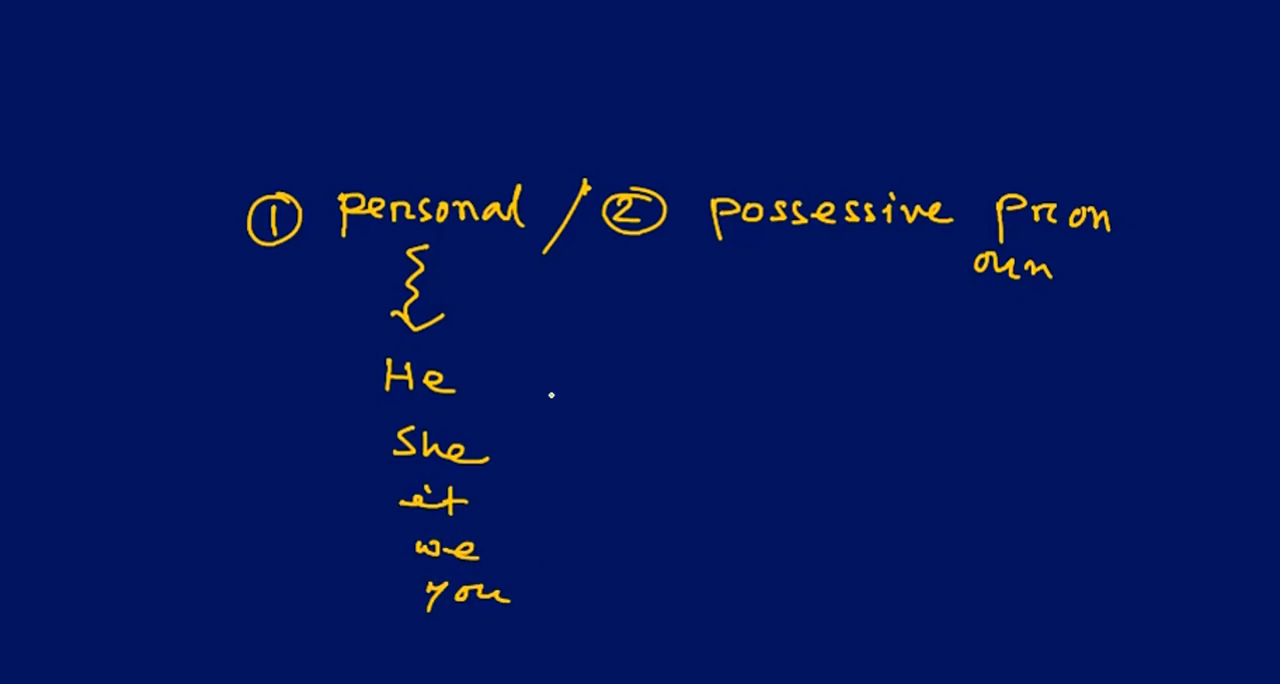 ① personal / ② possessive pron
oun
He
She
it
we
you